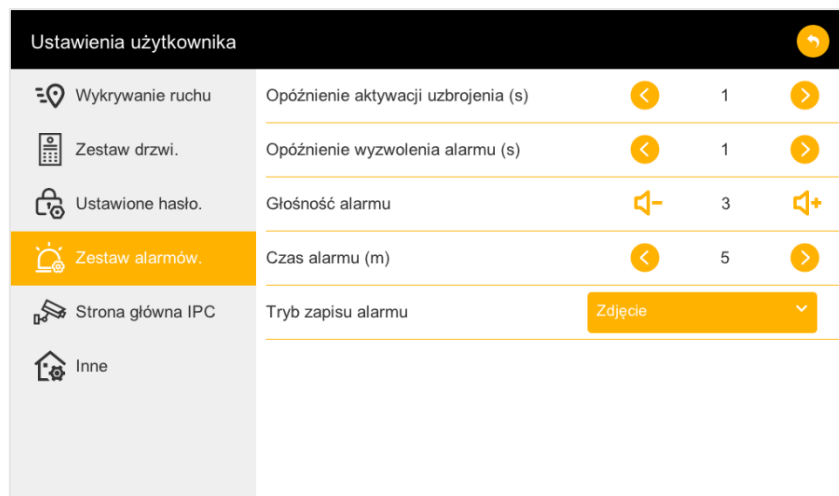 Ustawienia użytkownika
Wykrywanie ruchu
Opóźnienie aktywacji uzbrojenia (s)
1
Zestaw drzwi.
Opóźnienie wyzwolenia alarmu (s)
1
Ustawione hasło.
Głośność alarmu
3
Zestaw alarmów.
Czas alarmu (m)
5
Strona główna IPC
Tryb zapisu alarmu
Zdjęcie
Inne